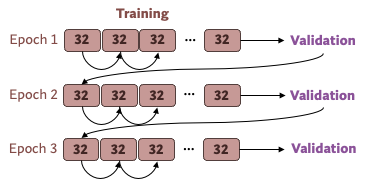 Training
Epoch 1 32 32 32 ... 32 Validation
Epoch 2 32 32 32 ... 32 Validation
Epoch 3 32 32 32 ... 32 Validation